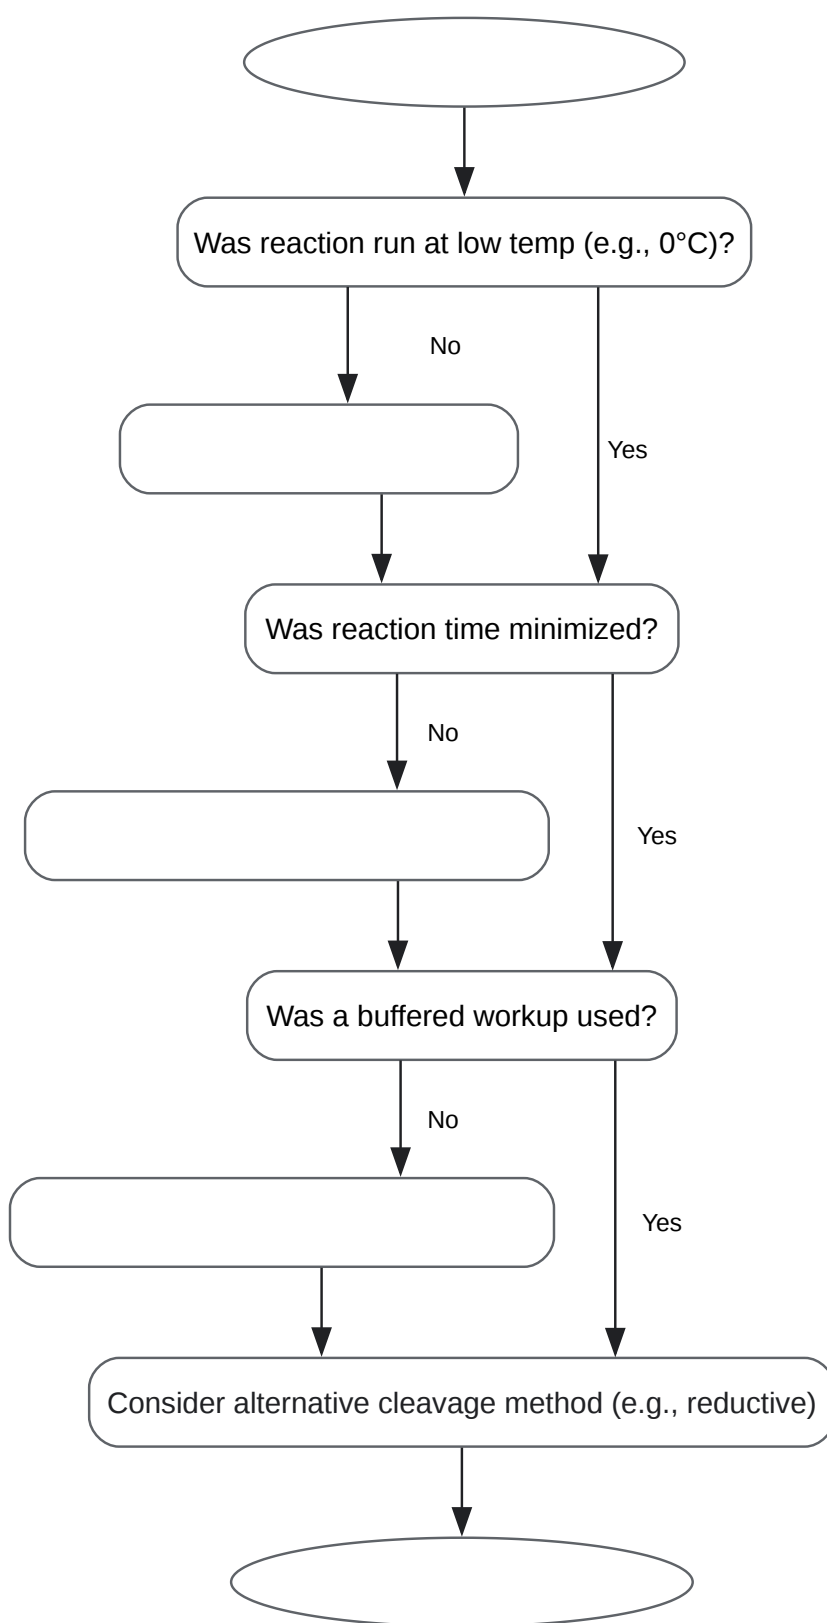 Was reaction run at low temp (e.g., 0°C)?
No
Yes
Was reaction time minimized?
No
Yes
Was a buffered workup used?
No
Yes
Consider alternative cleavage method (e.g., reductive)